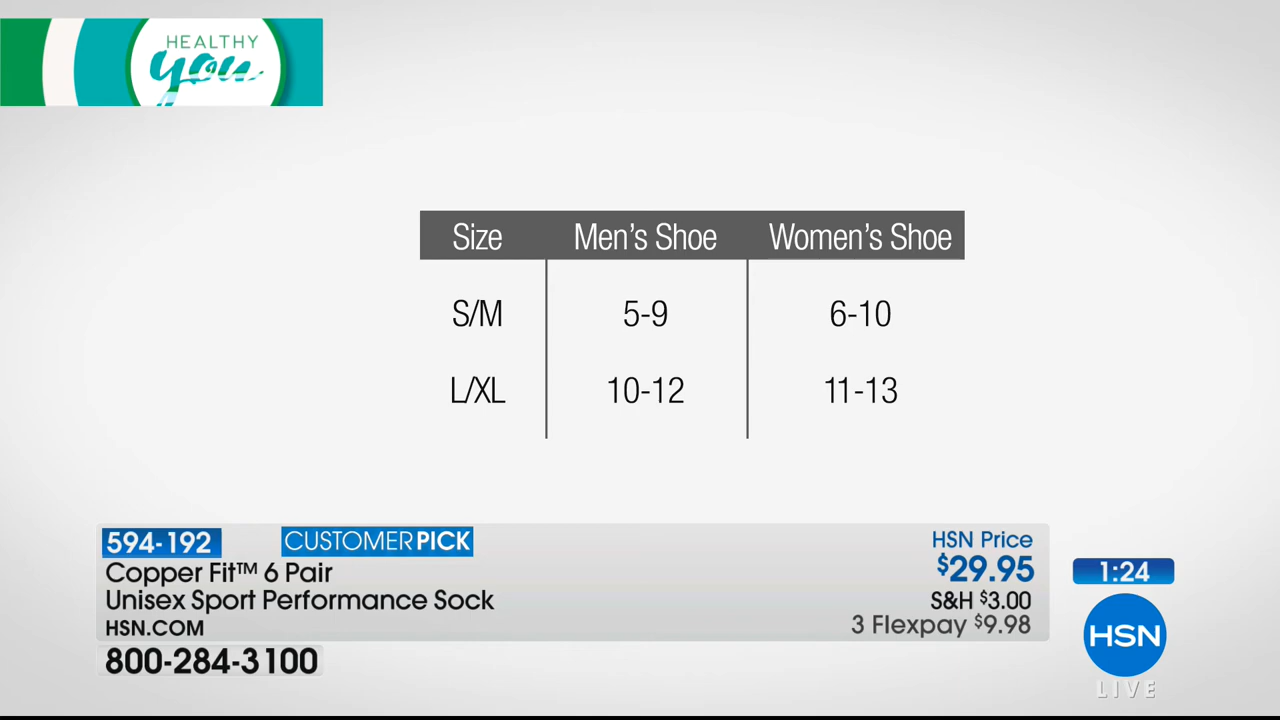 HEALTHY
you
Size Men's Shoe Women's Shoe
S/M 5-9 6-10
L/XL 10-12 11-13
594-192 CUSTOMERPICK
Copper Fit™ 6 Pair
Unisex Sport Performance Sock
HSN.COM
800-284-3100
HSN Price
$29.95
S&H $3.00
3 Flexpay $9.98
1:24
HSN
LIVE